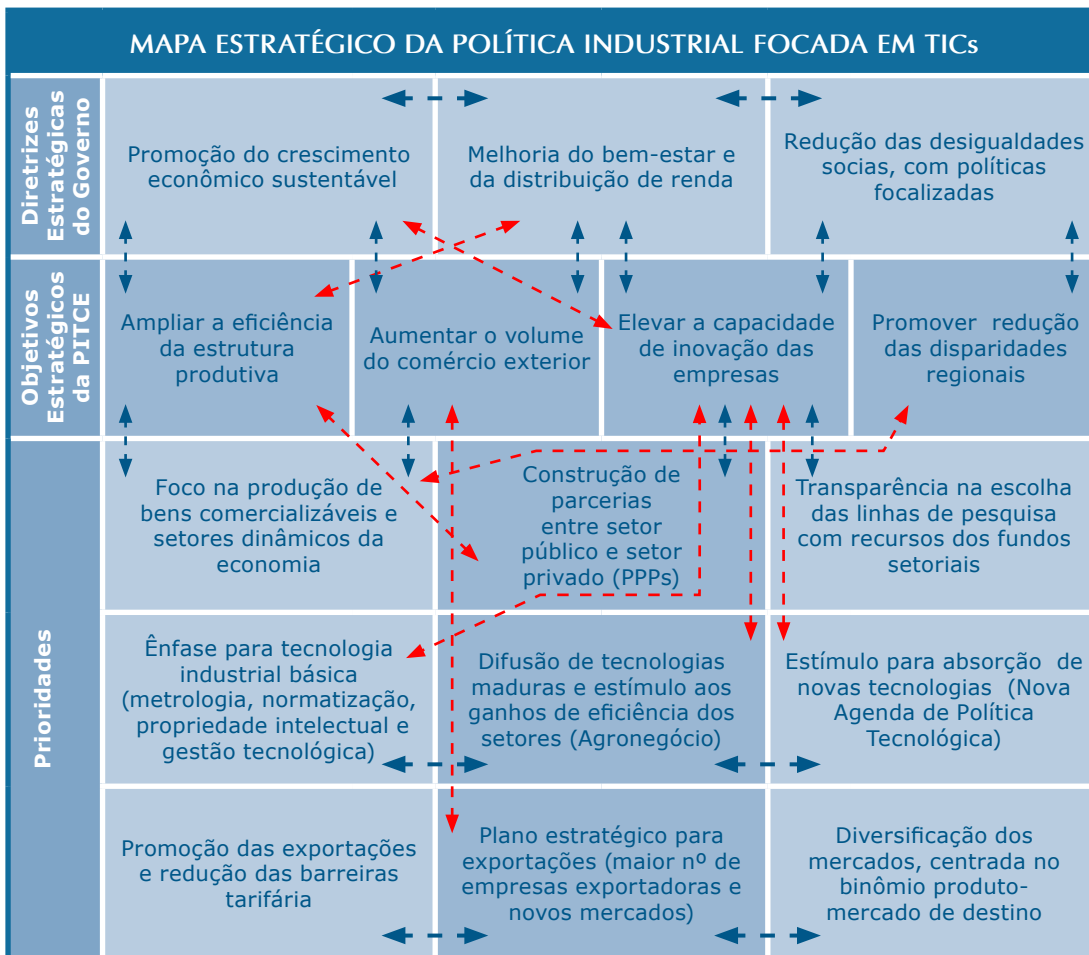 MAPA ESTRATÉGICO DA POLÍTICA INDUSTRIAL FOCADA EM TICs
Diretrizes
Estratégicas
do Governo
Promoção do crescimento
econômico sustentável
Melhoria do bem-estar e
da distribuição de renda
Redução das desigualdades
socias, com políticas
focalizadas
Objetivos
Estratégicos
da PITCE
Ampliar a eficiência
da estrutura
produtiva
Aumentar o volume
do comércio exterior
Elevar a capacidade
de inovação das
empresas
Promover redução
das disparidades
regionais
Prioridades
Foco na produção de
bens comercializáveis e
setores dinâmicos da
economia
Construção de
parcerias
entre setor
público e setor
privado (PPPs)
Transparência na escolha
das linhas de pesquisa
com recursos dos fundos
setoriais
Ênfase para tecnologia
industrial básica
(metrologia, normatização,
propriedade intelectual e
gestão tecnológica)
Difusão de tecnologias
maduras e estímulo aos
ganhos de eficiência dos
setores (Agronegócio)
Estímulo para absorção de
novas tecnologias (Nova
Agenda de Política
Tecnológica)
Promoção das exportações
e redução das barreiras
tarifária
Plano estratégico para
exportações (maior nº de
empresas exportadoras e
novos mercados)
Diversificação dos
mercados, centrada no
binômio produto-
mercado de destino